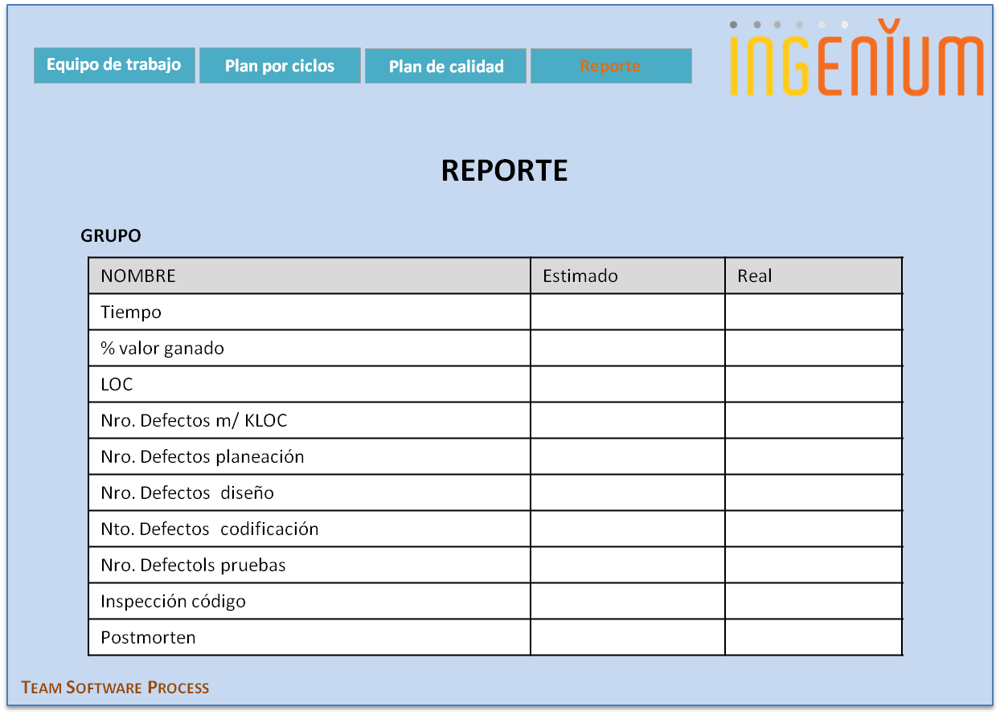 Equipo de trabajo
Plan por ciclos
Plan de calidad
Reporte
INGENIUM
REPORTE
GRUPO
NOMBRE Estimado Real
Tiempo
% valor ganado
LOC
Nro. Defectos m/ KLOC
Nro. Defectos planeación
Nro. Defectos  diseño
Nto. Defectos  codificación
Nro. Defectols pruebas
Inspección código
Postmorten
TEAM SOFTWARE PROCESS